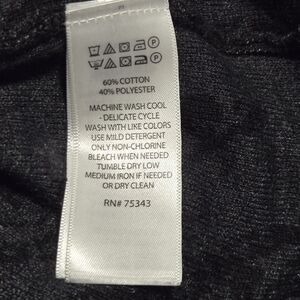 60% COTTON
40% POLYESTER
MACHINE WASH COOL
- DELICATE CYCLE
WASH WITH LIKE COLORS
USE MILD DETERGENT
ONLY NON-CHLORINE
BLEACH WHEN NEEDED
TUMBLE DRY LOW
MEDIUM IRON IF NEEDED
OR DRY CLEAN
RN# 75343